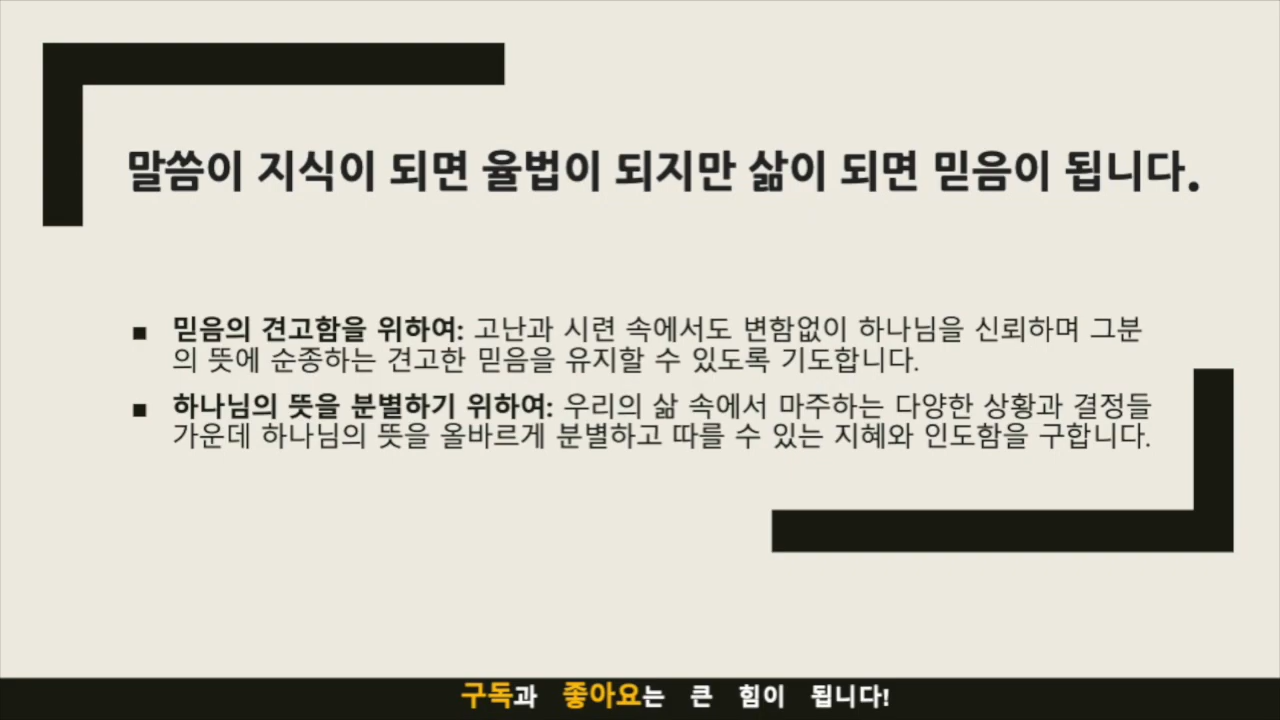 말씀이 지식이 되면 율법이 되지만 삶이 되면 믿음이 됩니다.
■ 믿음의 견고함을 위하여: 고난과 시련 속에서도 변함없이 하나님을 신뢰하며 그분
의 뜻에 순종하는 견고한 믿음을 유지할 수 있도록 기도합니다.
■ 하나님의 뜻을 분별하기 위하여: 우리의 삶 속에서 마주하는 다양한 상황과 결정들
가운데 하나님의 뜻을 올바르게 분별하고 따를 수 있는 지혜와 인도함을 구합니다.
구독과 좋아요는 큰 힘이 됩니다!